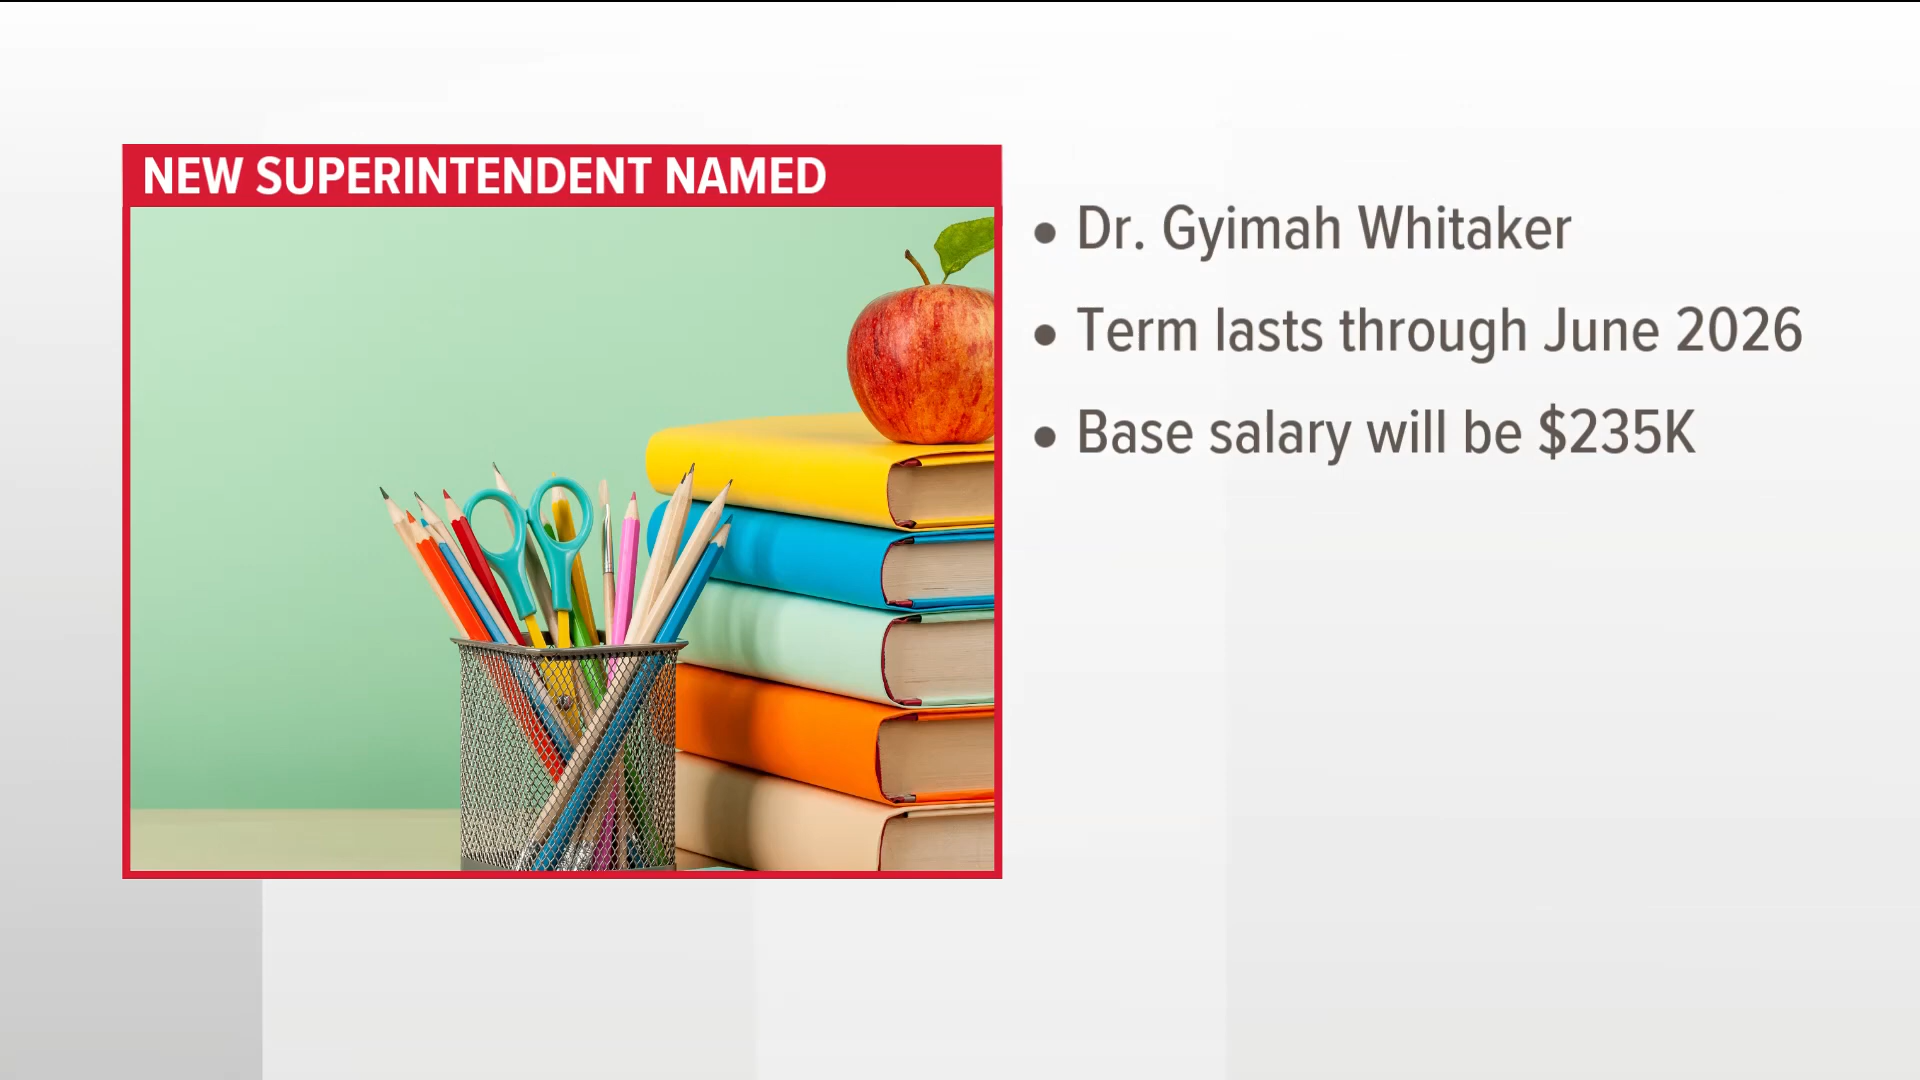 NEW SUPERINTENDENT NAMED
• Dr. Gyimah Whitaker
• Term lasts through June 2026
• Base salary will be $235K